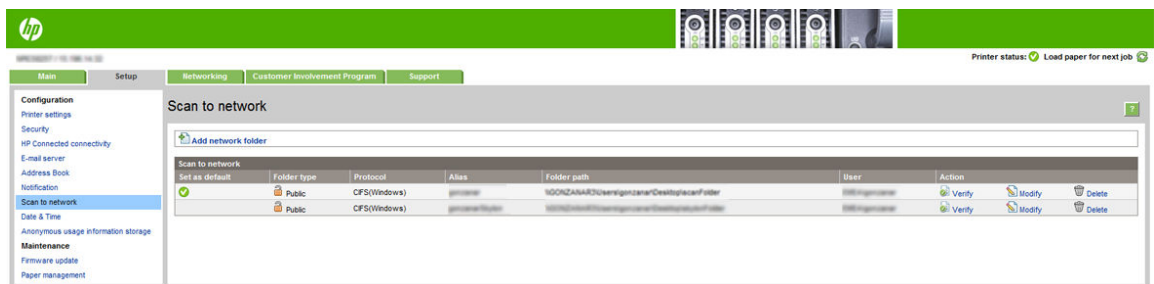 hp
Printer status: Load paper for next job
Main Setup Networking Customer Involvement Program Support
Configuration
Printer settings
Security
HP Connected connectivity
E-mail server
Address Book
Notification
Scan to network
Date & Time
Anonymous usage information storage
Maintenance
Firmware update
Paper management
Scan to network
?
Add network folder
Scan to network
Set as default Folder type Protocol Alias Folder path User Action
Public CIFS(Windows) Verify Modify Delete
Public CIFS(Windows) Verify Modify Delete